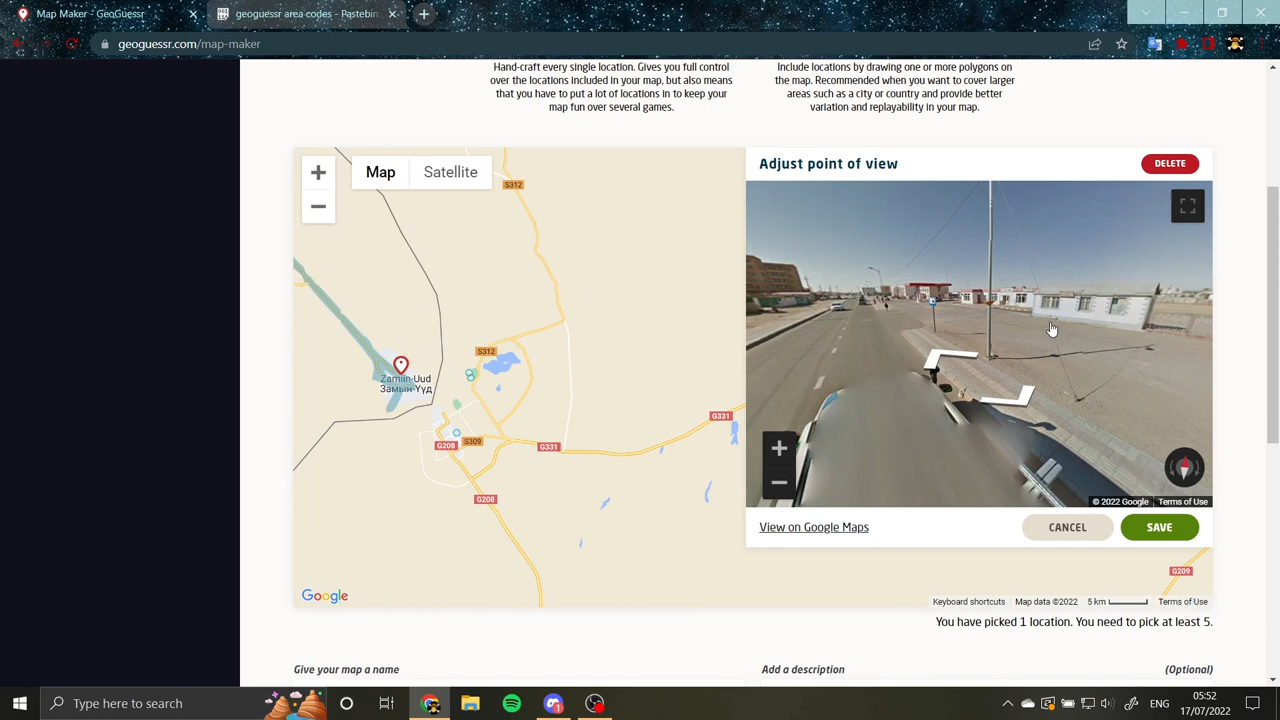 Map Maker - GeoGuessr
geoguessr area codes - Pastebin
geoguessr.com/map-maker
Hand-craft every single location. Gives you full control
over the locations included in your map, but also means
that you have to put a lot of locations in to keep your
map fun over several games.
Include locations by drawing one or more polygons on
the map. Recommended when you want to cover larger
areas such as a city or country and provide better
variation and replayability in your map.
Map
Satellite
S312
S312
Zamiin-Uud
Замын-Үүд
G208
S309
G331
G331
G208
G209
Google
Keyboard shortcuts
Map data ©2022
5 km
Terms of Use
Adjust point of view
DELETE
© 2022 Google
Terms of Use
View on Google Maps
CANCEL
SAVE
You have picked 1 location. You need to pick at least 5.
Give your map a name
Add a description
(Optional)
Type here to search
ENG
05:52
17/07/2022